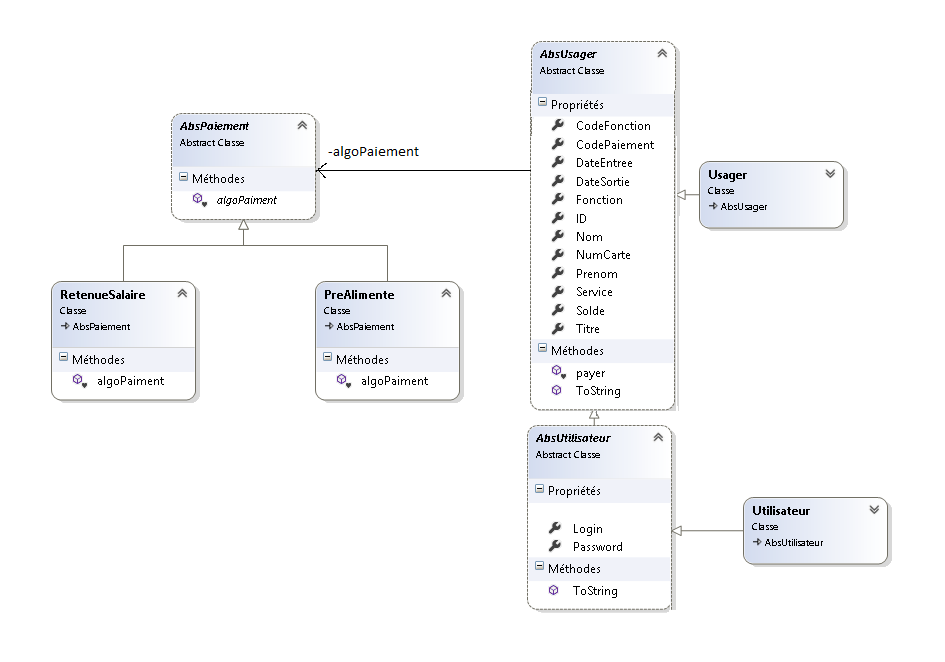 AbsPaiement
Abstract Classe
Méthodes
algoPaiment
-algoPaiement
RetenueSalaire
Classe
AbsPaiement
Méthodes
algoPaiment
PreAlimente
Classe
AbsPaiement
Méthodes
algoPaiment
AbsUsager
Abstract Classe
Propriétés
CodeFonction
CodePaiement
DateEntree
DateSortie
Fonction
ID
Nom
NumCarte
Prenom
Service
Solde
Titre
Méthodes
payer
ToString
Usager
Classe
AbsUsager
AbsUtilisateur
Abstract Classe
Propriétés
Login
Password
Méthodes
ToString
Utilisateur
Classe
AbsUtilisateur